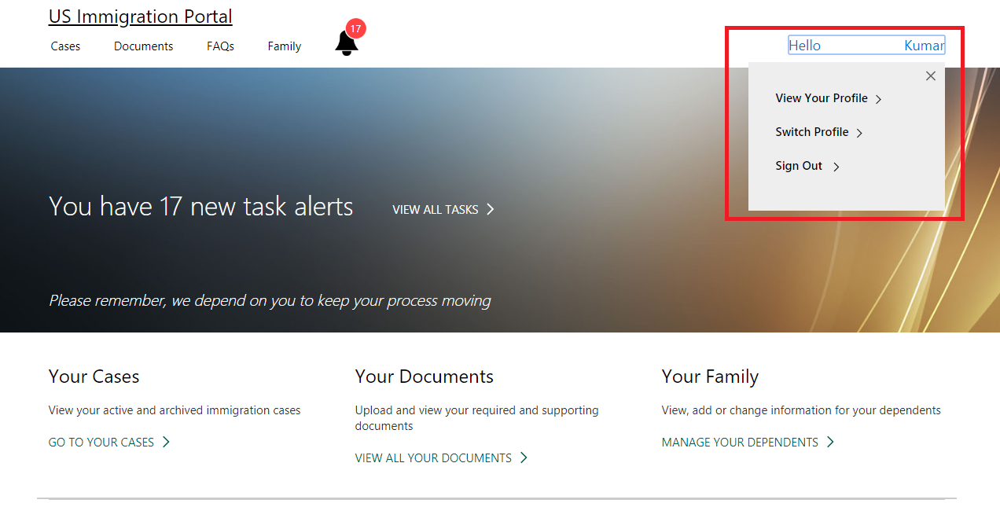 US Immigration Portal
Cases Documents FAQs Family 17
Hello Kumar
View Your Profile
Switch Profile
Sign Out
You have 17 new task alerts VIEW ALL TASKS
Please remember, we depend on you to keep your process moving
Your Cases
View your active and archived immigration cases
GO TO YOUR CASES
Your Documents
Upload and view your required and supporting
documents
VIEW ALL YOUR DOCUMENTS
Your Family
View, add or change information for your dependents
MANAGE YOUR DEPENDENTS